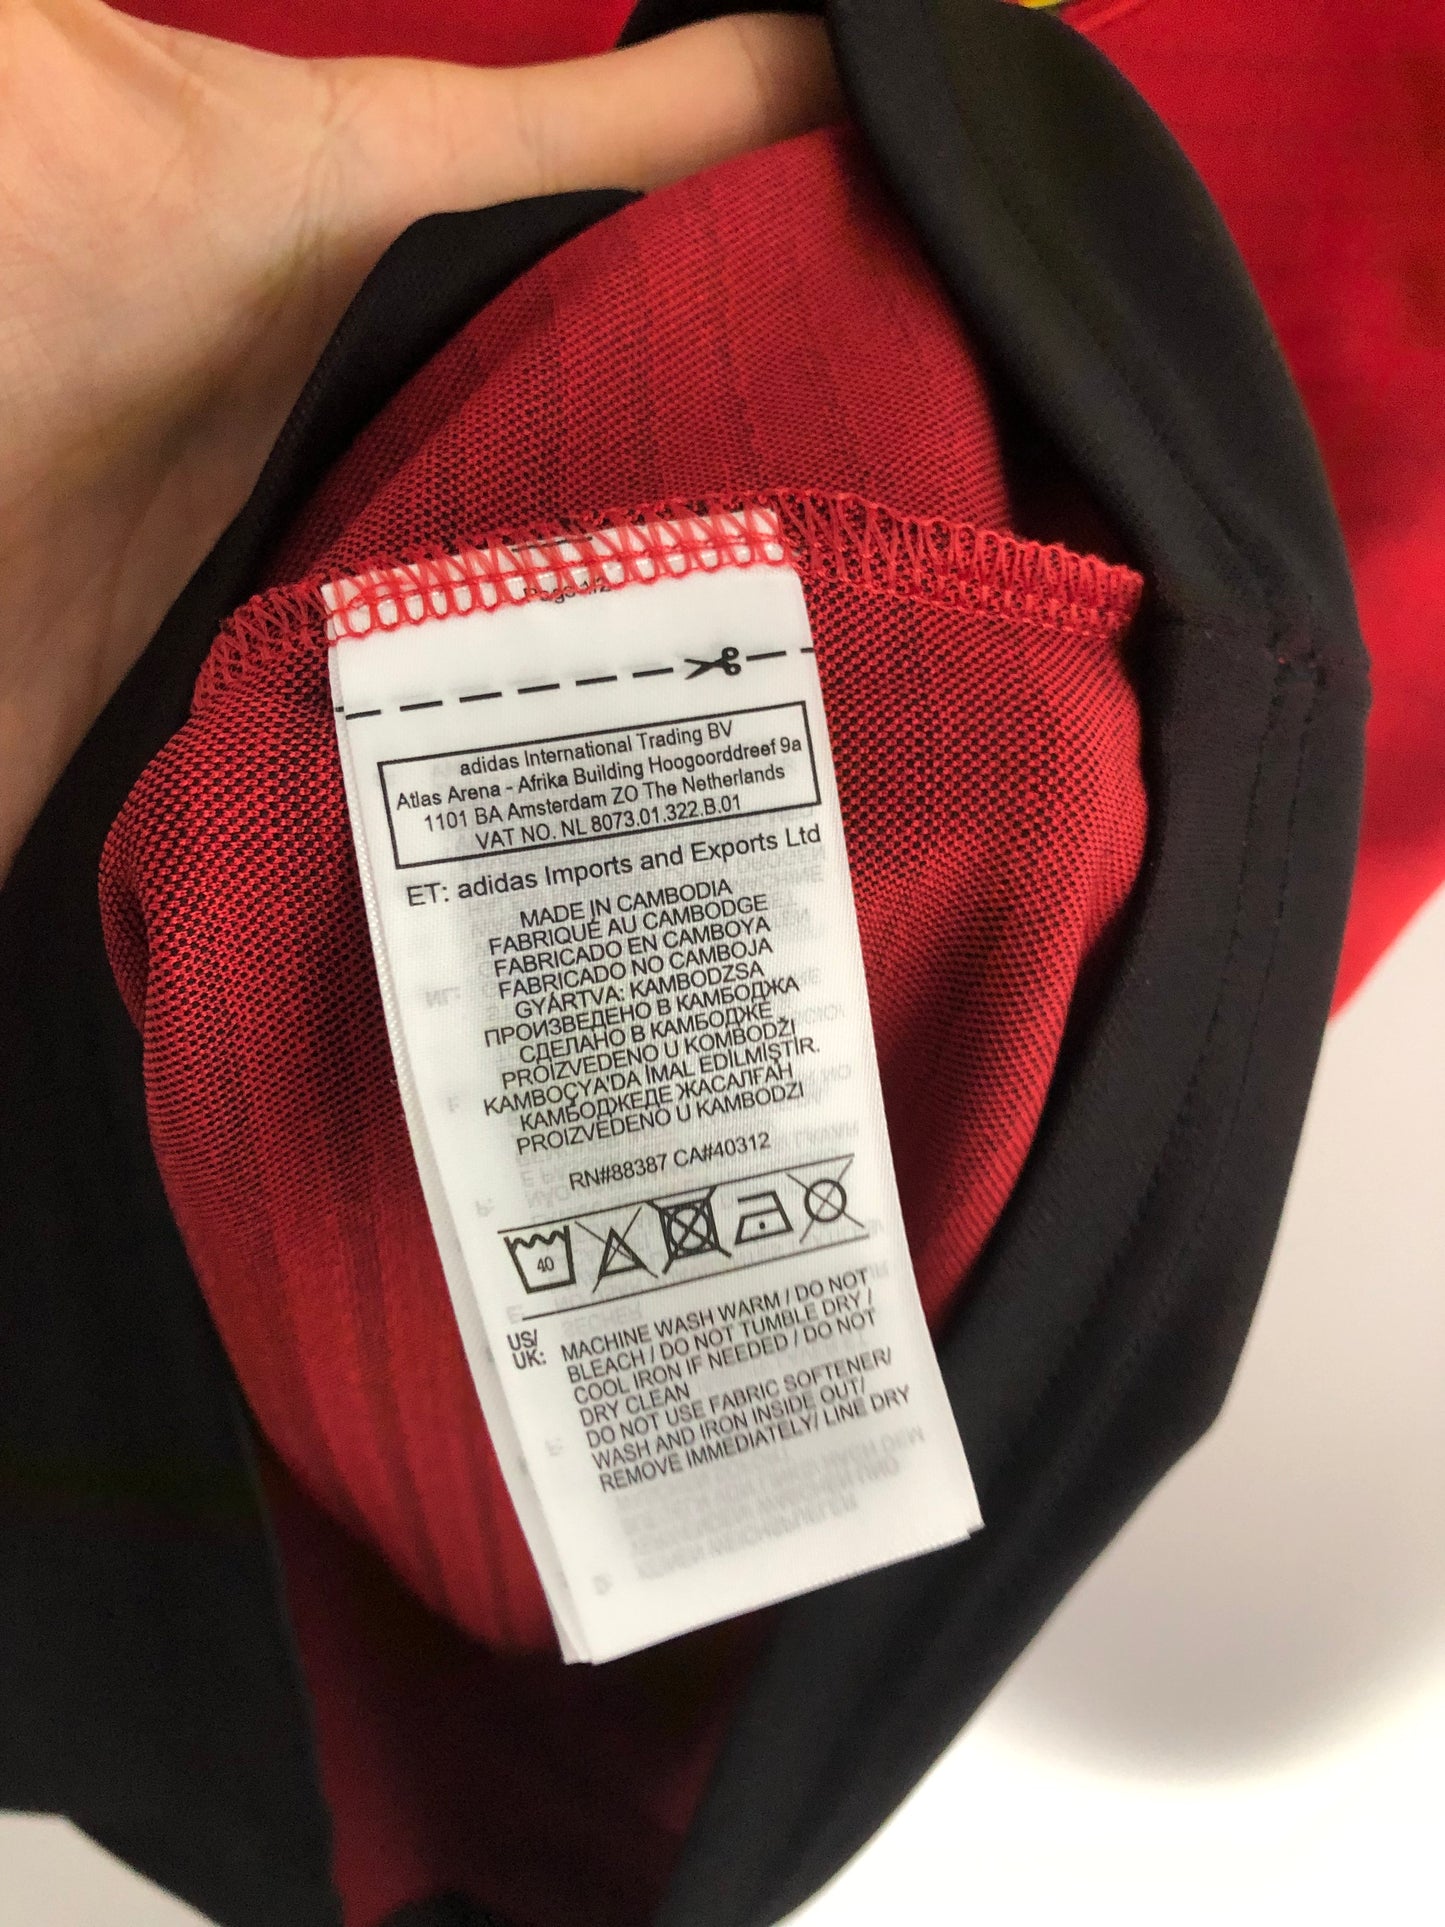 Page 1/2
adidas International Trading BV
Atlas Arena - Afrika Building Hoogoorddreef 9a
1101 BA Amsterdam ZO The Netherlands
VAT NO. NL 8073.01.322.B.01
ET: adidas Imports and Exports Ltd
MADE IN CAMBODIA
FABRIQUÉ AU CAMBODGE
FABRICADO EN CAMBOYA
FABRICADO NO CAMBOJA
GYÁRTVA: KAMBODZSA
ПРОИЗВЕДЕНО В КАМБОДЖА
СДЕЛАНО В КАМБОДЖЕ
PROIZVEDENO U KOMBODŽI
KAMBOÇYA'DA İMAL EDİLMİŞTİR.
КАМБОДЖЕДЕ ЖАСАЛҒАН
PROIZVEDENO U KAMBODZI
RN#88387 CA#40312
40
US/
UK:
MACHINE WASH WARM / DO NOT
BLEACH / DO NOT TUMBLE DRY /
COOL IRON IF NEEDED / DO NOT
DRY CLEAN
DO NOT USE FABRIC SOFTENER/
WASH AND IRON INSIDE OUT/
REMOVE IMMEDIATELY/ LINE DRY